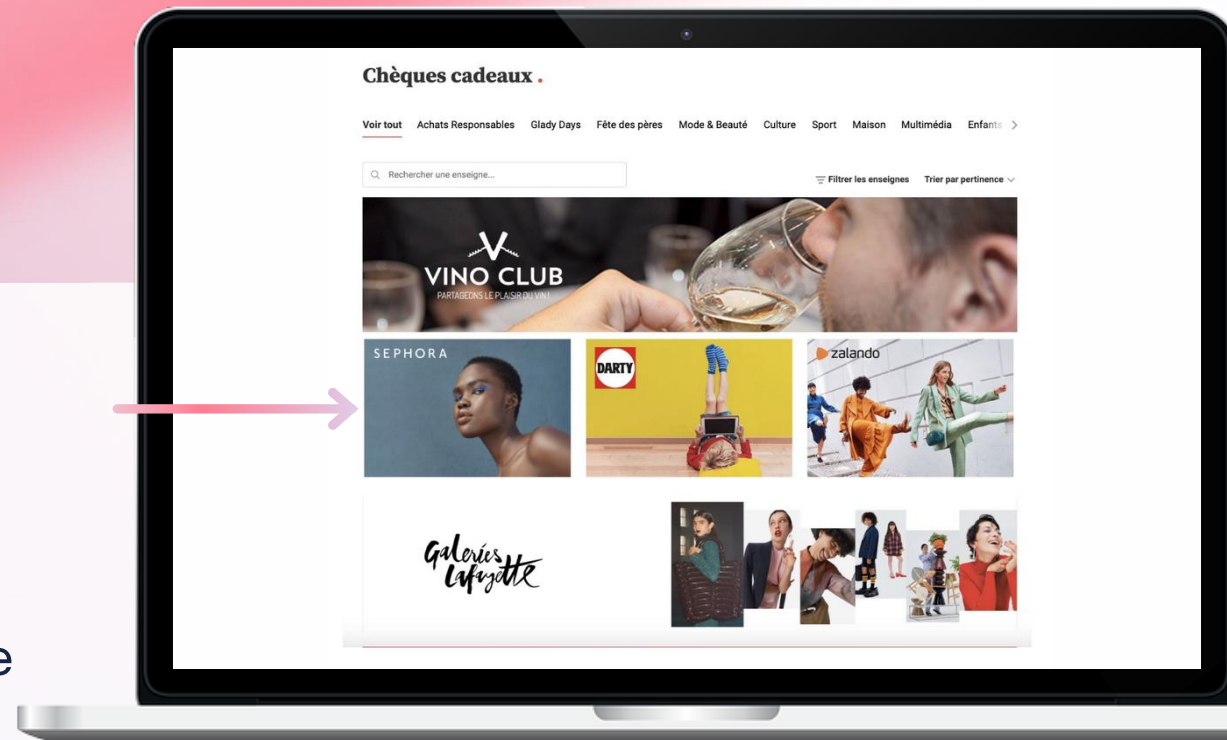 Chèques cadeaux .
Voir tout Achats Responsables Glady Days Fête des pères Mode & Beauté Culture Sport Maison Multimédia Enfants
Rechercher une enseigne...
Filtrer les enseignes Trier par pertinence
VINO CLUB
PARTAGEONS LE PLAISIR DU VIN !
SEPHORA
DARTY
zalando
Galeries
Lafayette
e